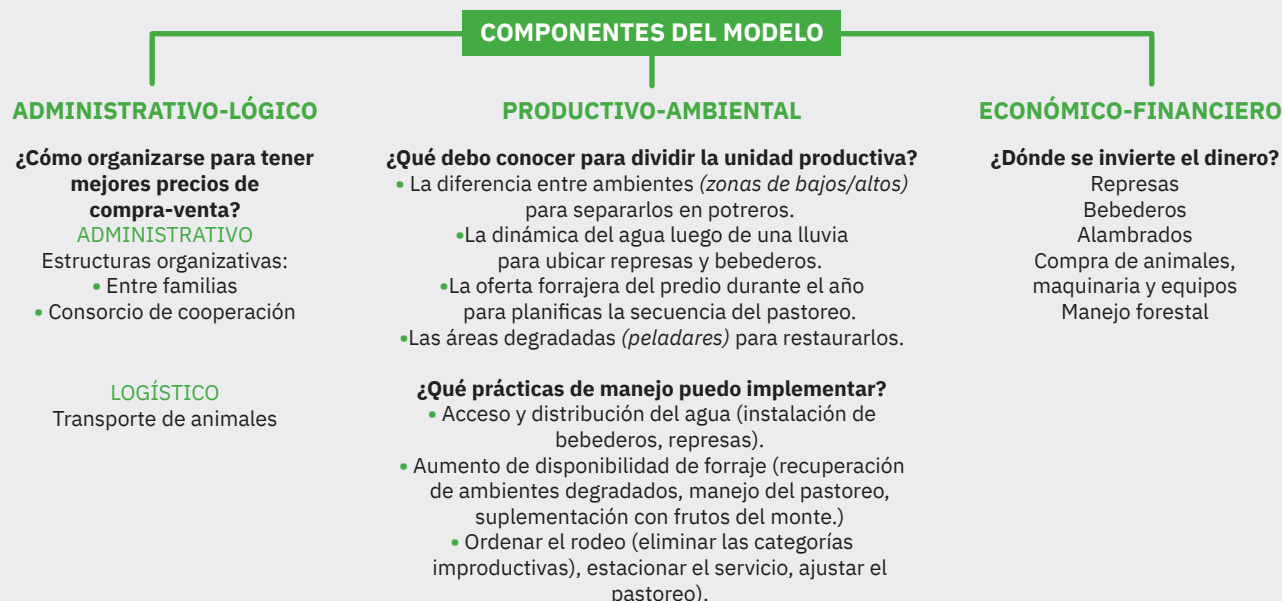 COMPONENTES DEL MODELO
ADMINISTRATIVO-LÓGICO
¿Cómo organizarse para tener
mejores precios de
compra-venta?
ADMINISTRATIVO
Estructuras organizativas:
• Entre familias
• Consorcio de cooperación
LOGÍSTICO
Transporte de animales
PRODUCTIVO-AMBIENTAL
¿Qué debo conocer para dividir la unidad productiva?
• La diferencia entre ambientes (zonas de bajos/altos)
para separarlos en potreros.
•La dinámica del agua luego de una lluvia
para ubicar represas y bebederos.
•La oferta forrajera del predio durante el año
para planificas la secuencia del pastoreo.
•Las áreas degradadas (peladares) para restaurarlos.
¿Qué prácticas de manejo puedo implementar?
• Acceso y distribución del agua (instalación de
bebederos, represas).
• Aumento de disponibilidad de forraje (recuperación
de ambientes degradados, manejo del pastoreo,
suplementación con frutos del monte.)
• Ordenar el rodeo (eliminar las categorías
improductivas), estacionar el servicio, ajustar el
pastoreo).
ECONÓMICO-FINANCIERO
¿Dónde se invierte el dinero?
Represas
Bebederos
Alambrados
Compra de animales,
maquinaria y equipos
Manejo forestal